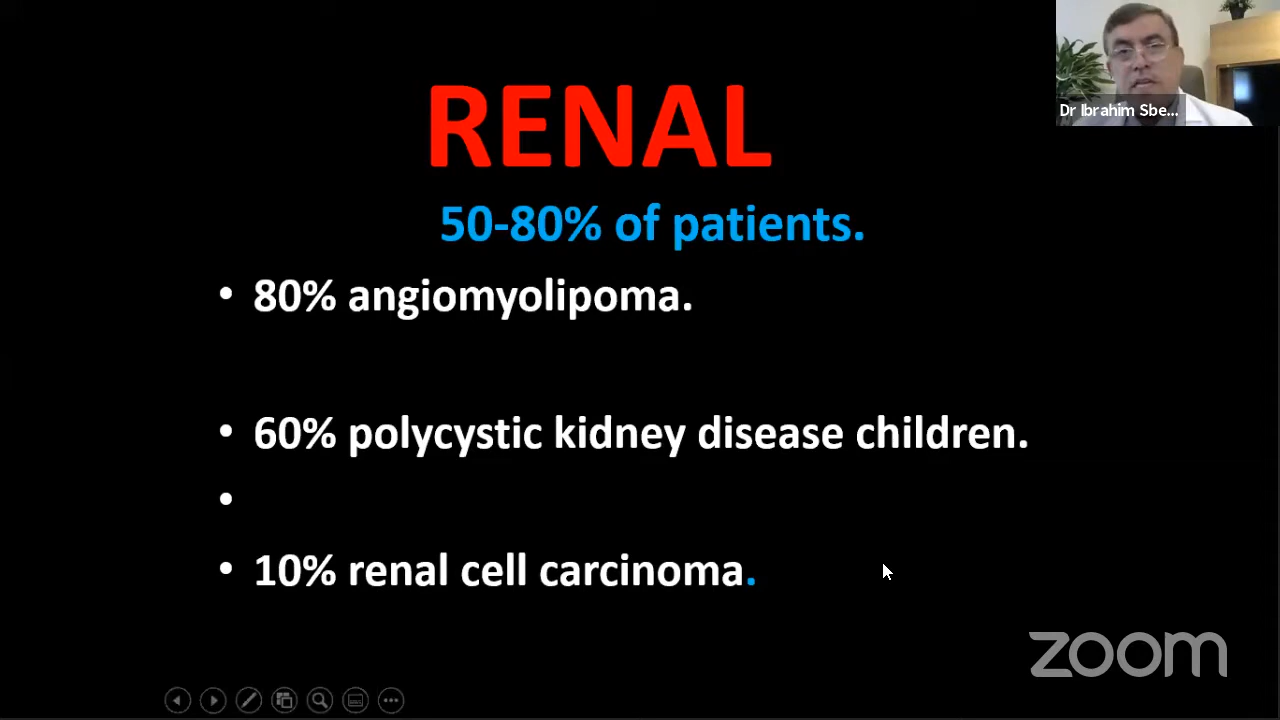 RENAL
50-80% of patients.
• 80% angiomyolipoma.
• 60% polycystic kidney disease children.
•
• 10% renal cell carcinoma.
Dr Ibrahim Sbe...
zoom